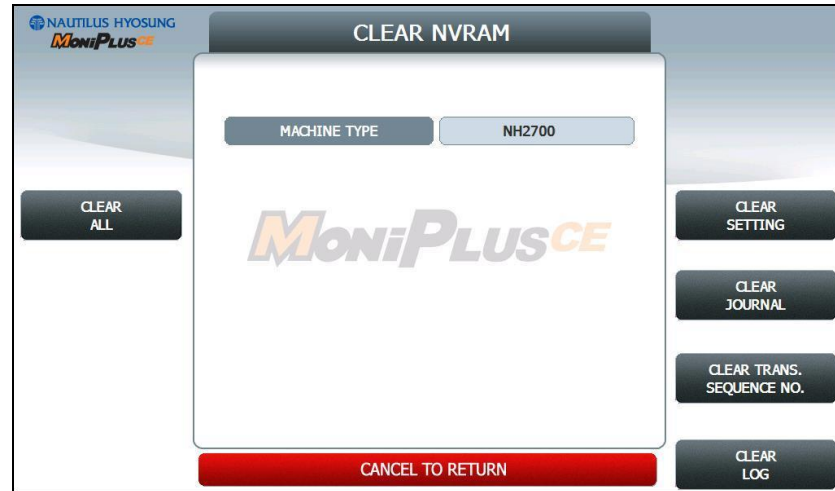 NAUTILUS HYOSUNG
MONiPLUSCE
CLEAR NVRAM
MACHINE TYPE
NH2700
CLEAR
ALL
MONiPLUSCE
CLEAR
SETTING
CLEAR
JOURNAL
CLEAR TRANS.
SEQUENCE NO.
CLEAR
LOG
CANCEL TO RETURN